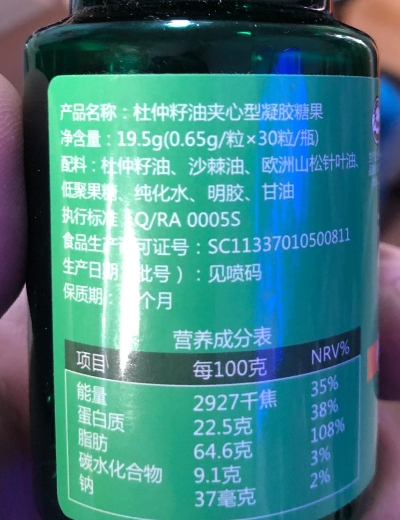 产品名称：杜仲籽油夹心型凝胶糖果
净含量：19.5g(0.65g/粒×30粒/瓶)
配料：杜仲籽油、沙棘油、欧洲山松针叶油、
低聚果糖、纯化水、明胶、甘油
执行标准 Q/RA 0005S
食品生产许可证号：SC11337010500811
生产日期 批号）：见喷码
保质期： 个月
营养成分表
项目 每100克 NRV%
能量 2927千焦 35%
蛋白质 22.5克 38%
脂肪 64.6克 108%
碳水化合物 9.1克 3%
钠 37毫克 2%